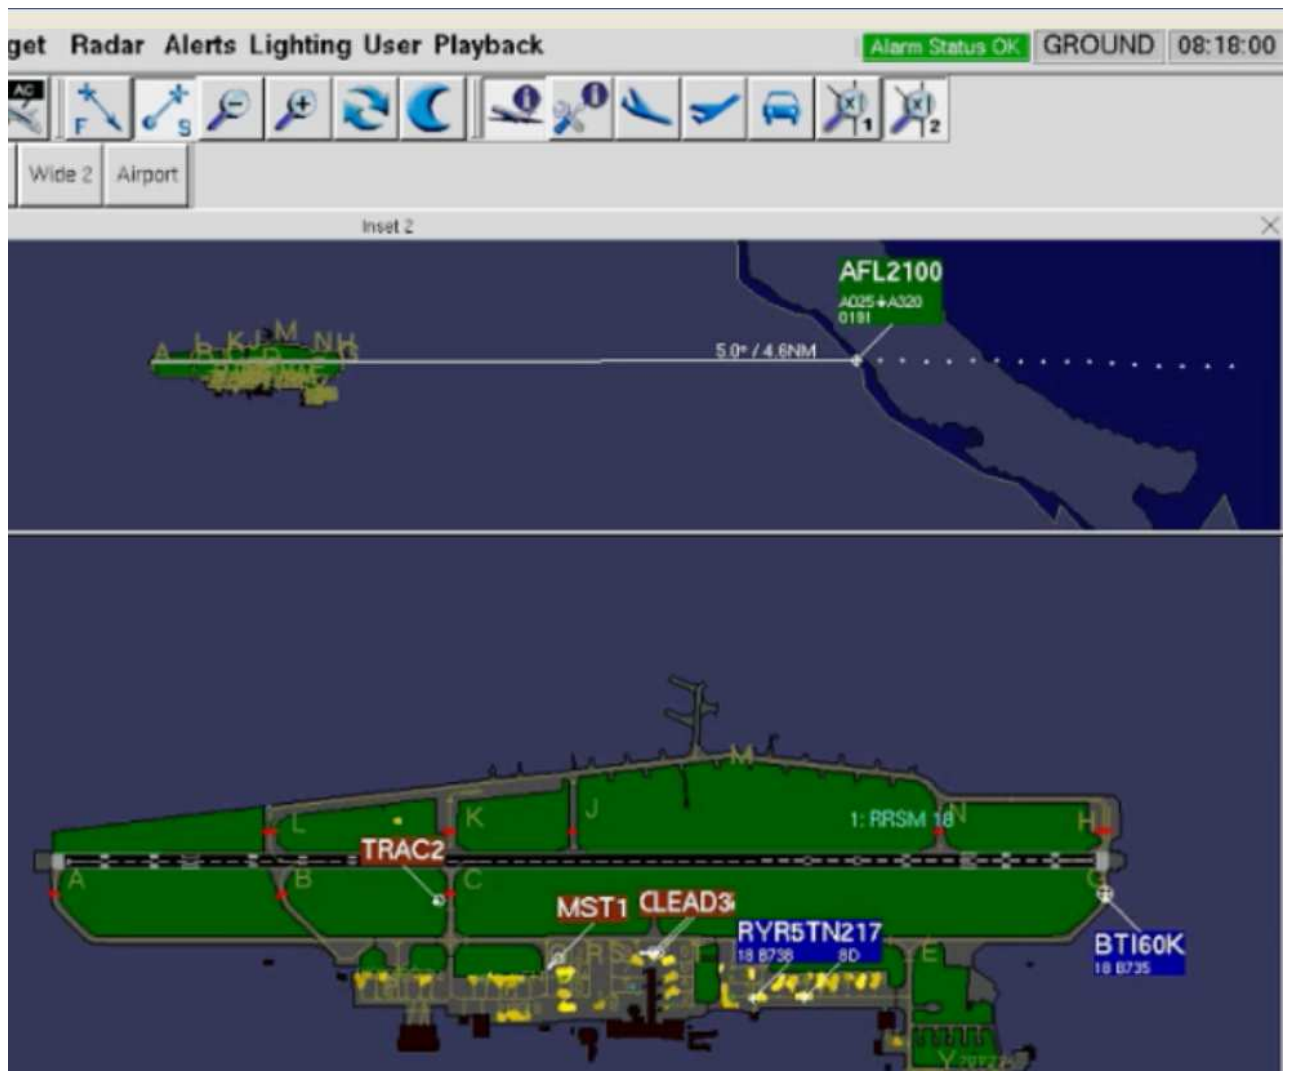 get Radar Alerts Lighting User Playback
Alarm Status OK GROUND 08:18:00
AC F S 1 2
Wide 2 Airport
Inset 2
AFL2100
A025↓A320
0191
5.0° / 4.6NM
A M N H G
M
L K J 1: RRSM 18 N H
TRAC2
A B C G
MST1 CLEAD3
RYR5TN217
18 B738 8D
BTI60K
18 B735
R S T E
Y